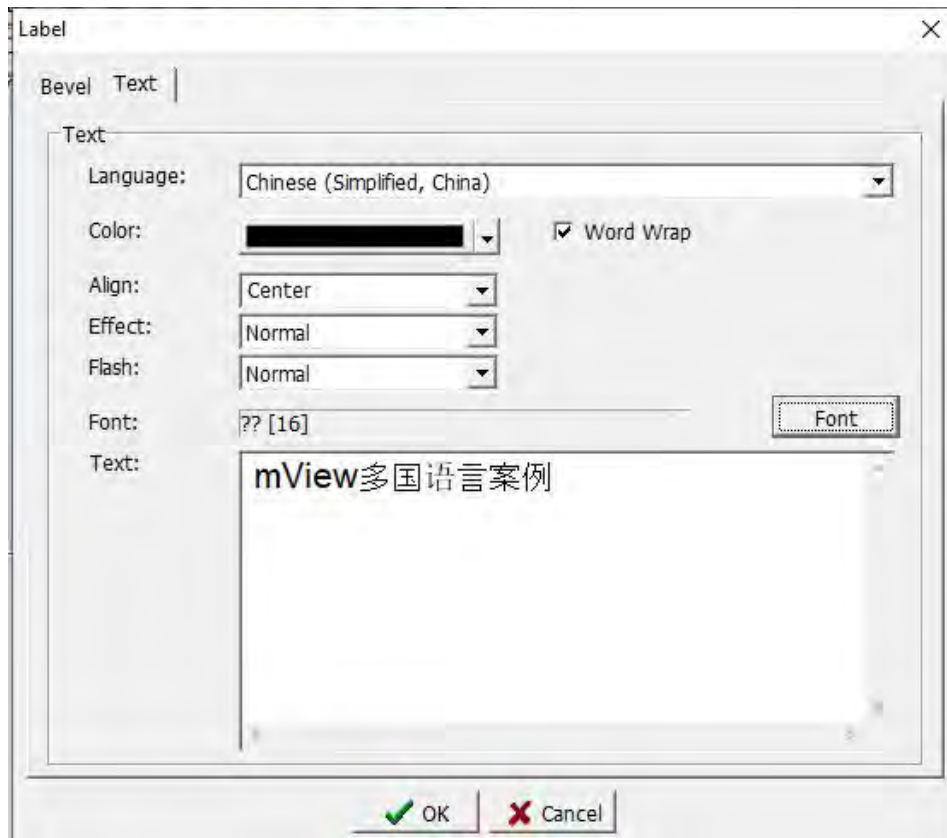 Label
Bevel Text
Text
Language: Chinese (Simplified, China)
Color: Word Wrap
Align: Center
Effect: Normal
Flash: Normal
Font: ?? [16] Font
Text: mView多国语言案例
OK Cancel